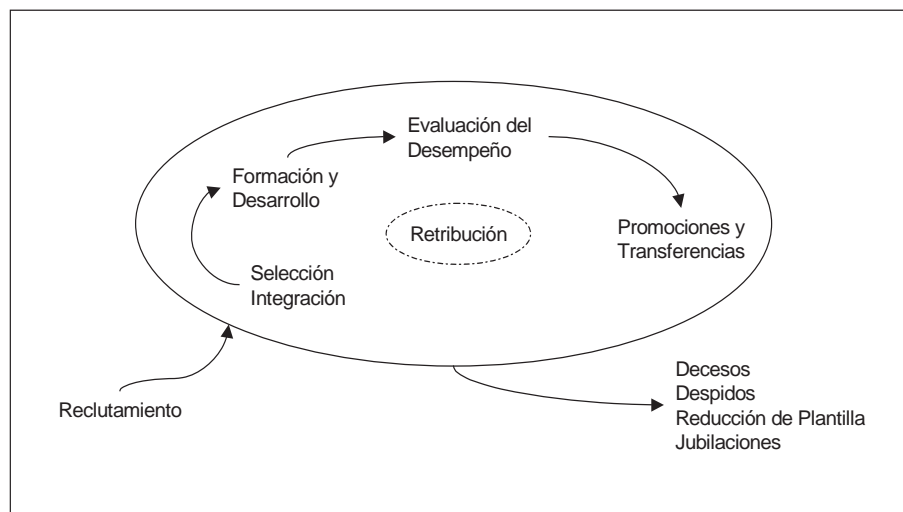 Evaluación del
Desempeño
Formación y
Desarrollo
Promociones y
Transferencias
Retribución
Selección
Integración
Reclutamiento
Decesos
Despidos
Reducción de Plantilla
Jubilaciones